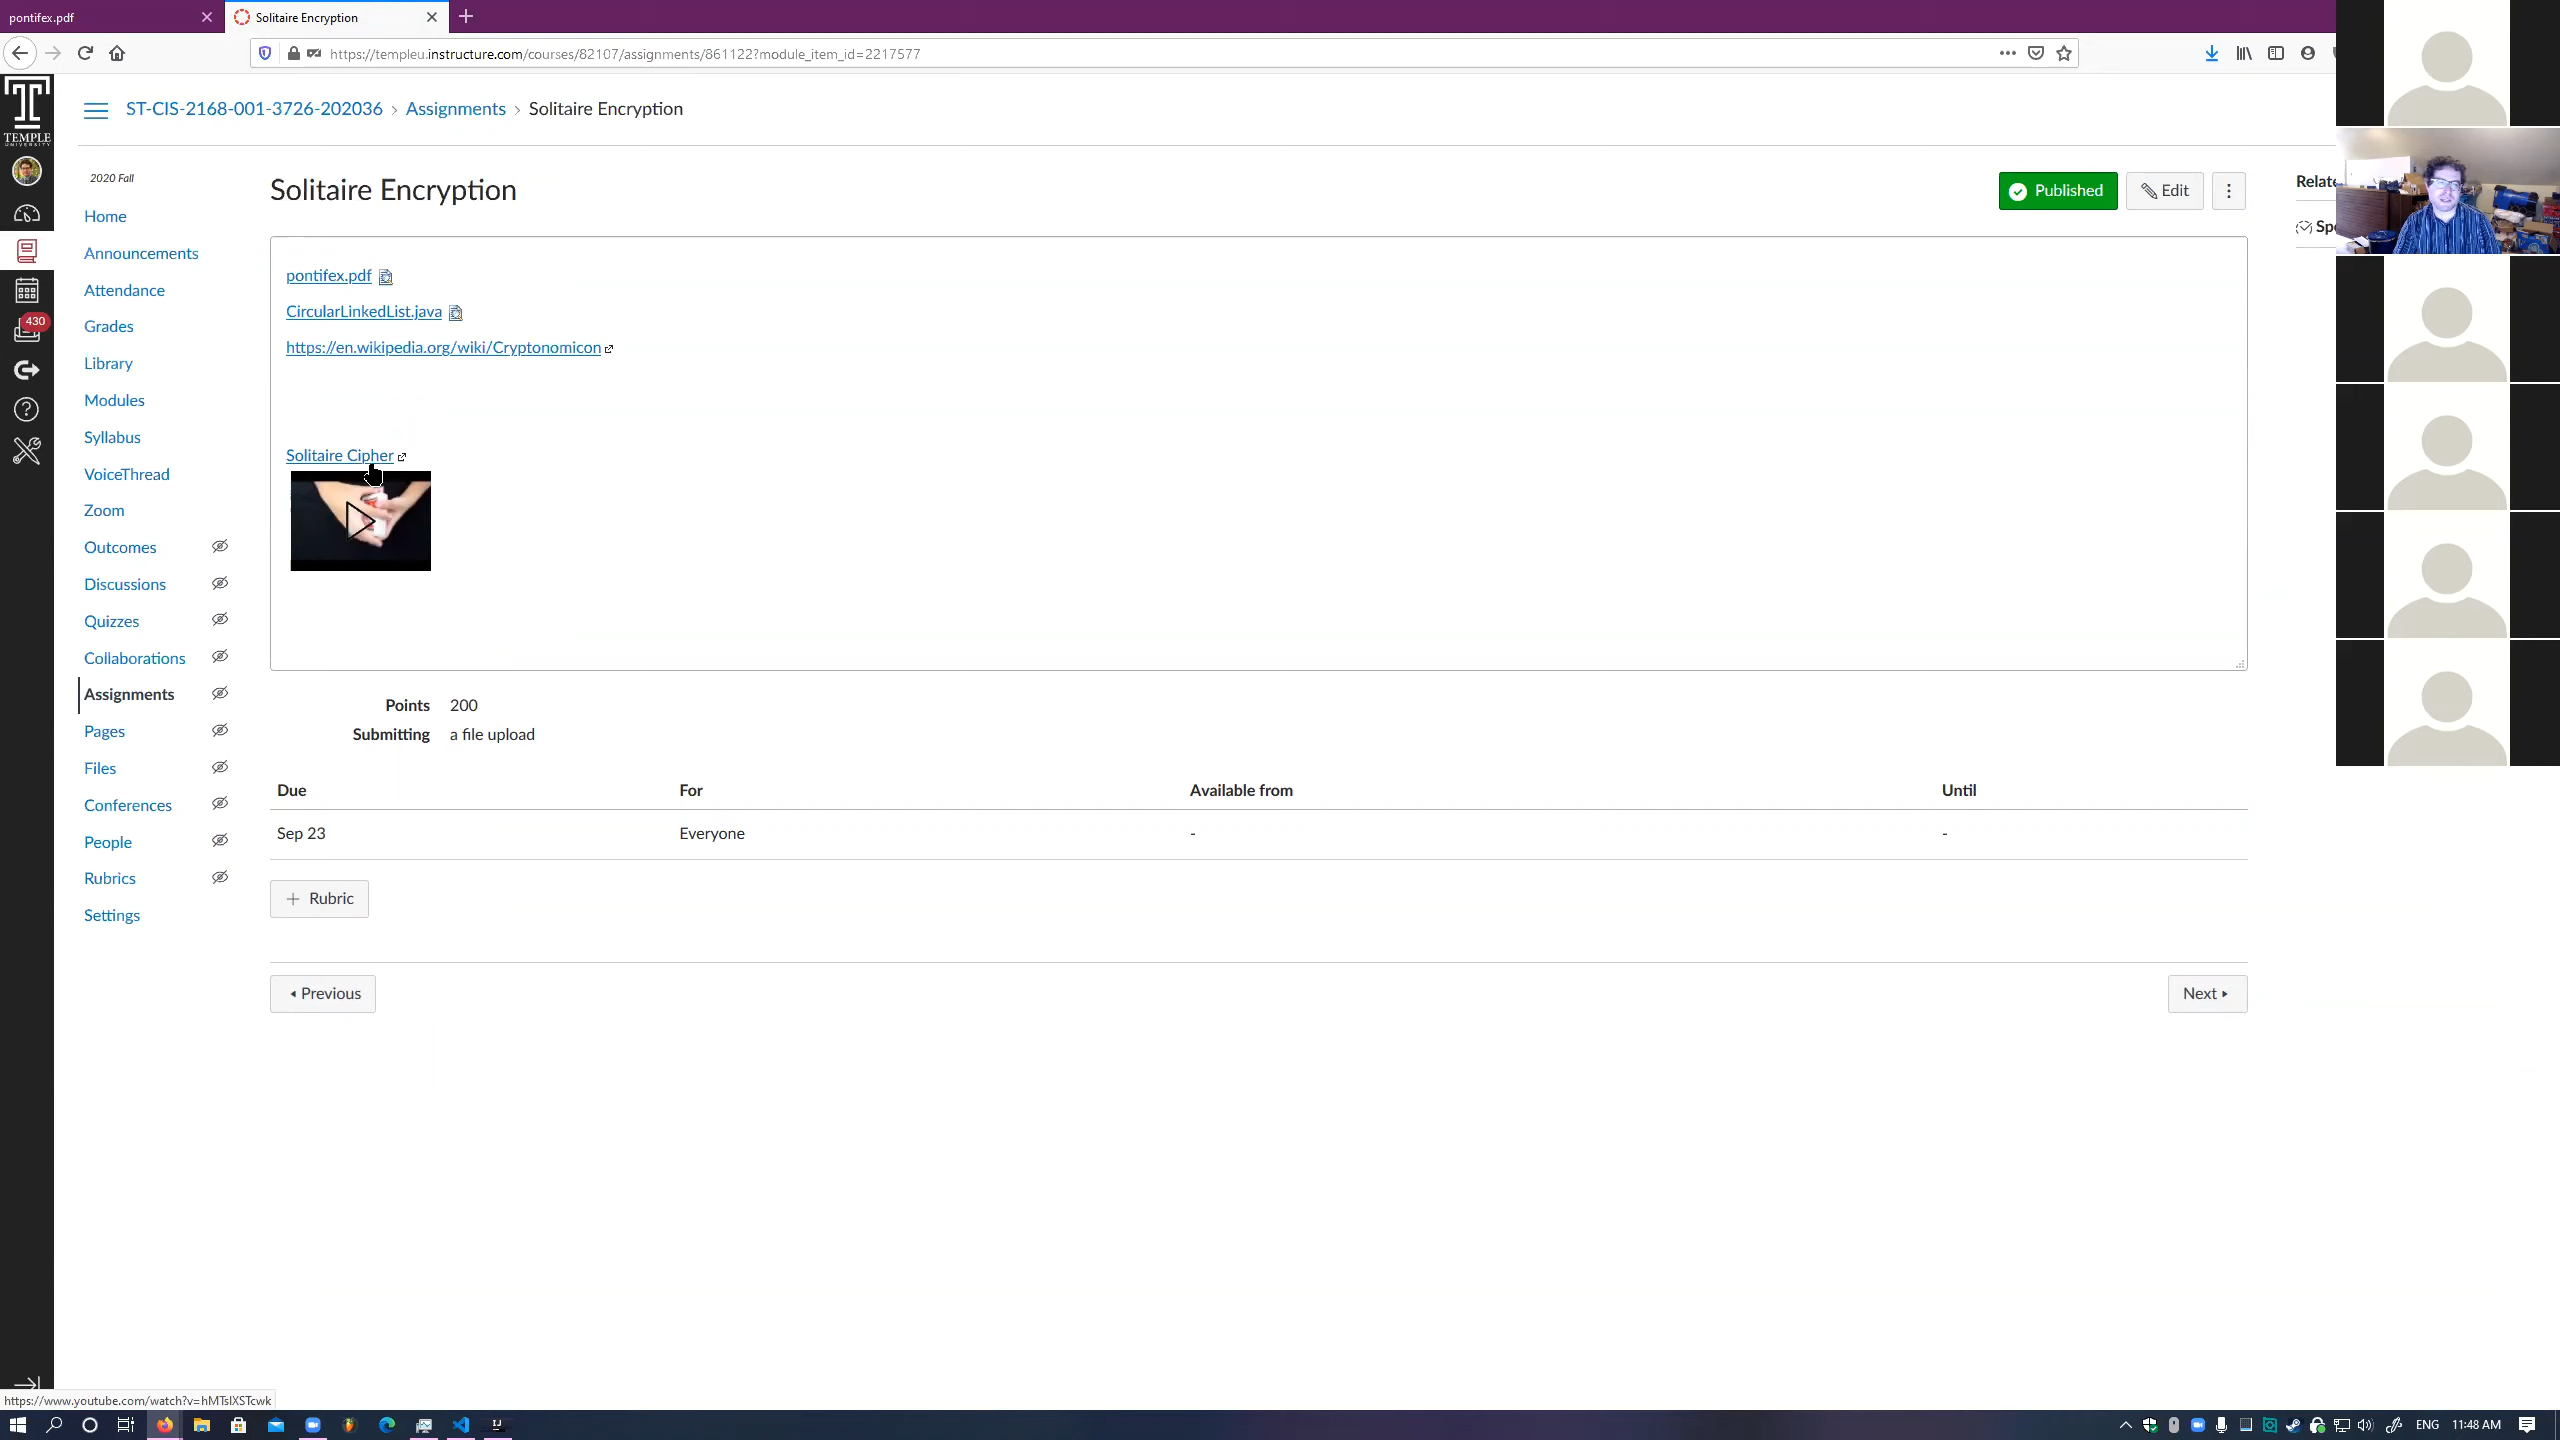 pontifex.pdf
Solitaire Encryption
https://templeu.instructure.com/courses/82107/assignments/861122?module_item_id=2217577
TEMPLE
UNIVERSITY
ST-CIS-2168-001-3726-202036 › Assignments › Solitaire Encryption
2020 Fall
Home
Announcements
Attendance
Grades
430
Library
Modules
Syllabus
VoiceThread
Zoom
Outcomes
Discussions
Quizzes
Collaborations
Assignments
Pages
Files
Conferences
People
Rubrics
Settings
Solitaire Encryption
Published
Edit
Relate
Spe
pontifex.pdf
CircularLinkedList.java
https://en.wikipedia.org/wiki/Cryptonomicon
Solitaire Cipher
Points 200
Submitting a file upload
Due For Available from Until
Sep 23 Everyone - -
+ Rubric
◂ Previous
Next ▸
https://www.youtube.com/watch?v=hMTslXSTcwk
ENG 11:48 AM